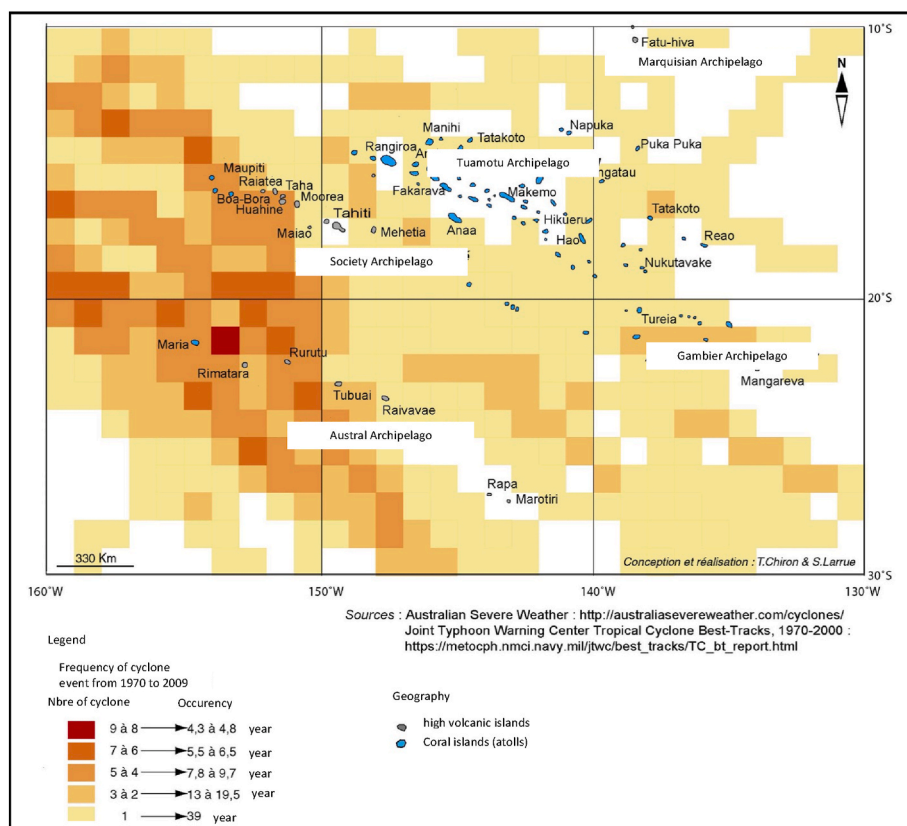 10°S
Fatu-hiva
Marquisian Archipelago
N
Manihi
Tatakoto
Napuka
Rangiroa
Puka Puka
Tuamotu Archipelago
ngatau
Maupiti
Raiatea
Taha
Fakarava
Makemo
Boa-Bora
Moorea
Huahine
Tahiti
Tatakoto
Hikueru
Maiao
Mehetia
Anaa
Hao
Reao
Society Archipelago
Nukutavake
20°S
Tureia
Maria
Rurutu
Gambier Archipelago
Rimatara
Mangareva
Tubuai
Raivavae
Austral Archipelago
Rapa
Marotiri
330 Km
Conception et réalisation : T.Chiron & S.Larrue
30°S
160°W
150°W
140°W
130°W
Sources : Australian Severe Weather : http://australiasevereweather.com/cyclones/
Joint Typhoon Warning Center Tropical Cyclone Best-Tracks, 1970-2000 :
https://metocph.nmci.navy.mil/jtwc/best_tracks/TC_bt_report.html
Legend
Frequency of cyclone
event from 1970 to 2009
Nbre of cyclone Occurency
9 à 8 4,3 à 4,8 year
7 à 6 5,5 à 6,5 year
5 à 4 7,8 à 9,7 year
3 à 2 13 à 19,5 year
1 39 year
Geography
high volcanic islands
Coral islands (atolls)